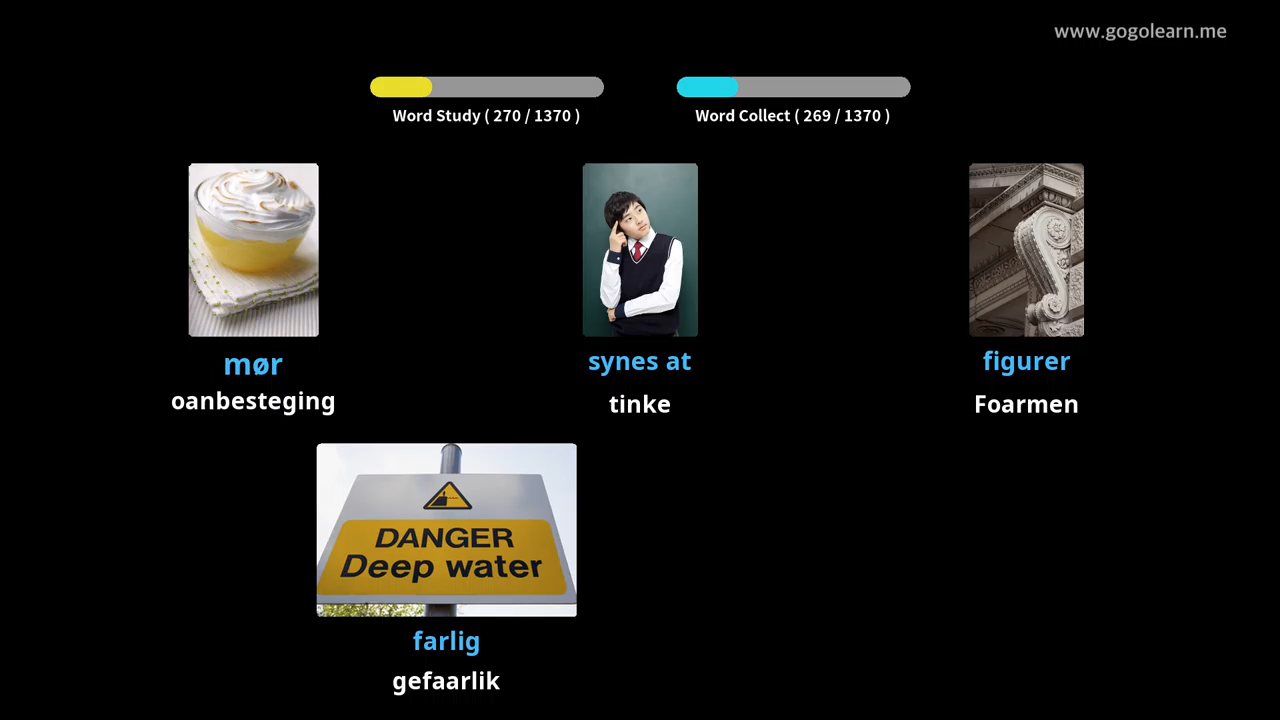 www.gogolearn.me
Word Study ( 270 / 1370 )
Word Collect ( 269 / 1370 )
mør
oanbesteging
synes at
tinke
figurer
Foarmen
DANGER
Deep water
farlig
gefaarlik